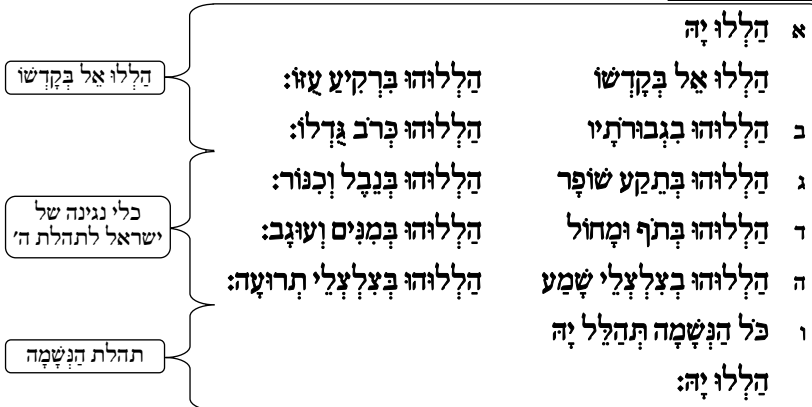 א הַלְלוּ יָהּ
הַלְלוּ אֵל בְּקָדְשׁוֹ הַלְלוּהוּ בִּרְקִיעַ עֻזּוֹ:
ב הַלְלוּהוּ בִגְבוּרֹתָיו הַלְלוּהוּ כְּרֹב גֻּדְלוֹ:
ג הַלְלוּהוּ בְּתֵקַע שׁוֹפָר הַלְלוּהוּ בְּנֵבֶל וְכִנּוֹר:
ד הַלְלוּהוּ בְּתֹף וּמָחוֹל הַלְלוּהוּ בְּמִנִּים וְעוּגָב:
ה הַלְלוּהוּ בְצִלְצְלֵי שָׁמַע הַלְלוּהוּ בְּצִלְצְלֵי תְרוּעָה:
ו כֹּל הַנְּשָׁמָה תְּהַלֵּל יָהּ
הַלְלוּ יָהּ:
הַלְלוּ אֵל בְּקָדְשׁוֹ
כלי נגינה של
ישראל לתהלת ה'
תהלת הַנְּשָׁמָה